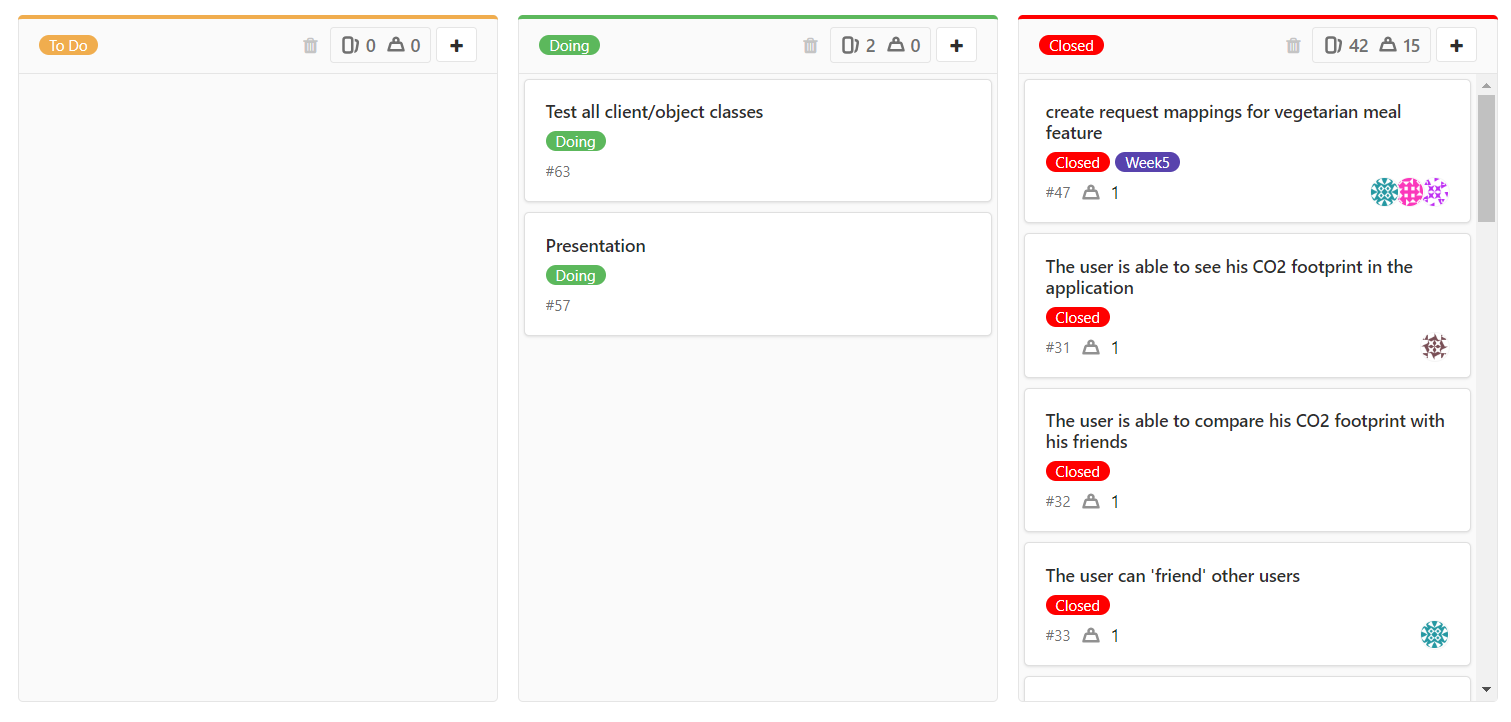 To Do
0 0
Doing
2 0
Closed
42 15
Test all client/object classes
Doing
#63
Presentation
Doing
#57
create request mappings for vegetarian meal
feature
Closed Week5
#47 1
The user is able to see his CO2 footprint in the
application
Closed
#31 1
The user is able to compare his CO2 footprint with
his friends
Closed
#32 1
The user can 'friend' other users
Closed
#33 1